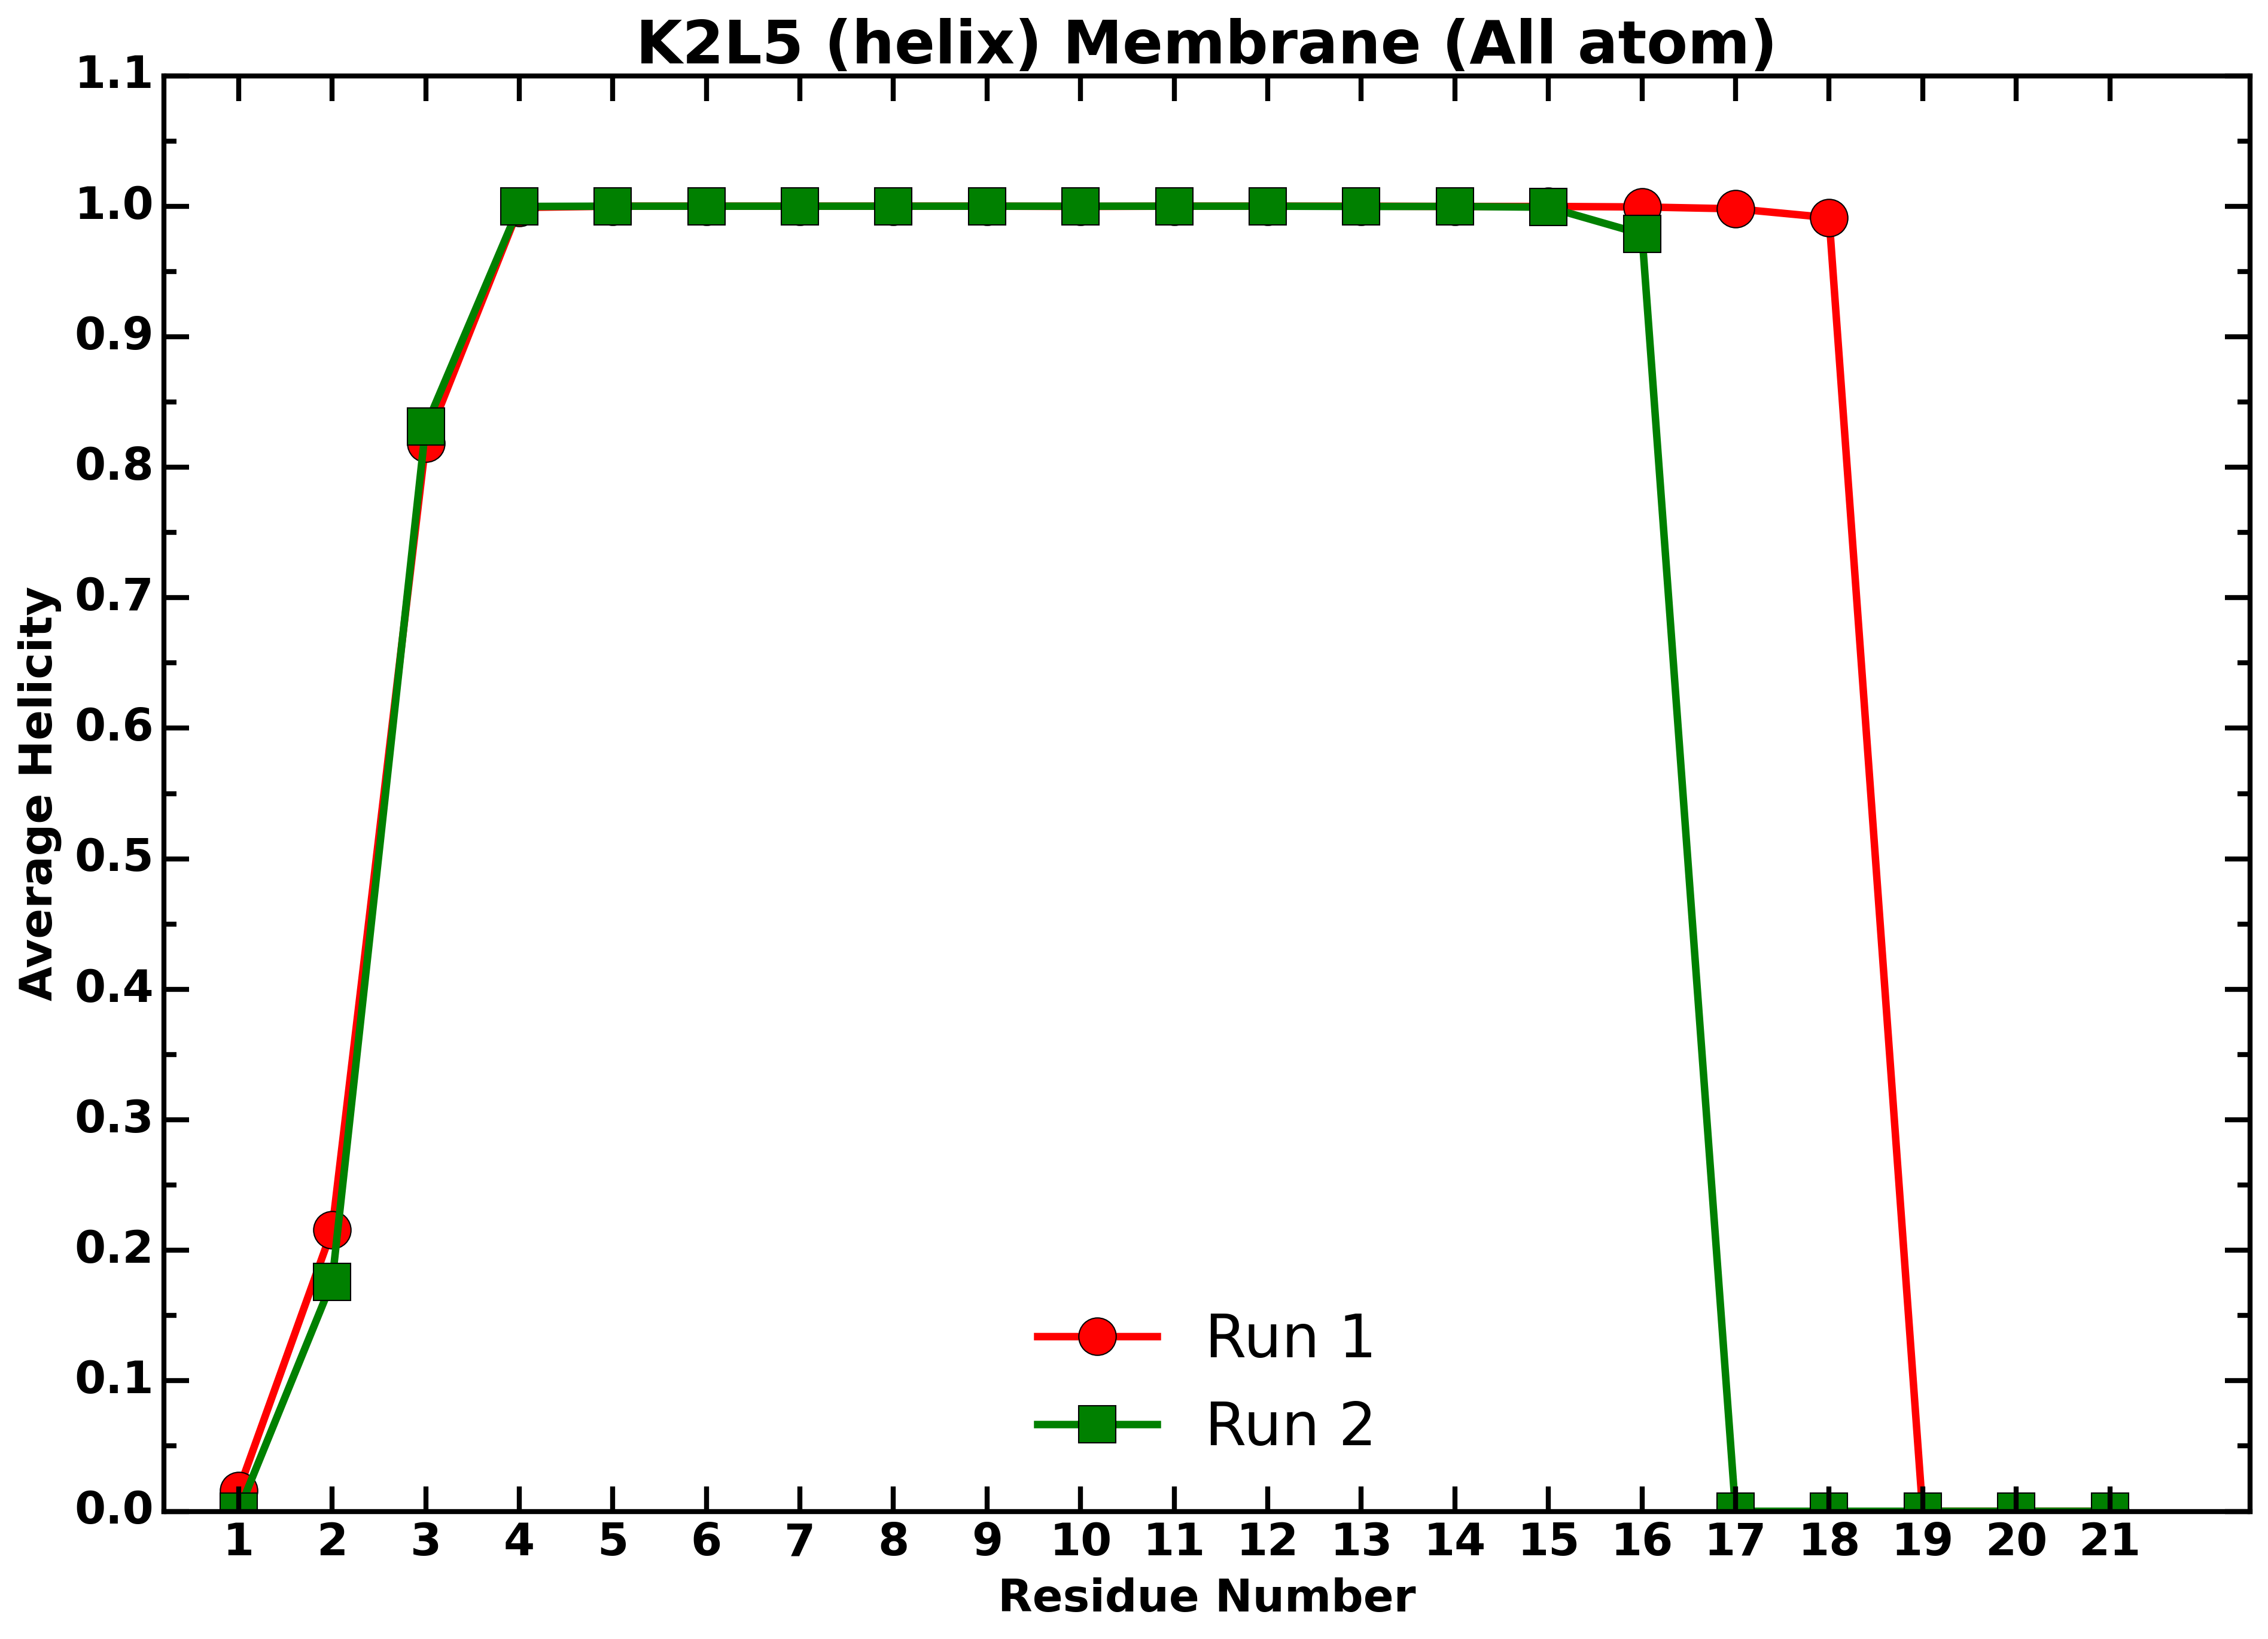 K2L5 (helix) Membrane (All atom)
1.1
1.0
0.9
0.8
0.7
0.6
0.5
0.4
0.3
0.2
0.1
0.0
Average Helicity
Run 1
Run 2
1 2 3 4 5 6 7 8 9 10 11 12 13 14 15 16 17 18 19 20 21
Residue Number